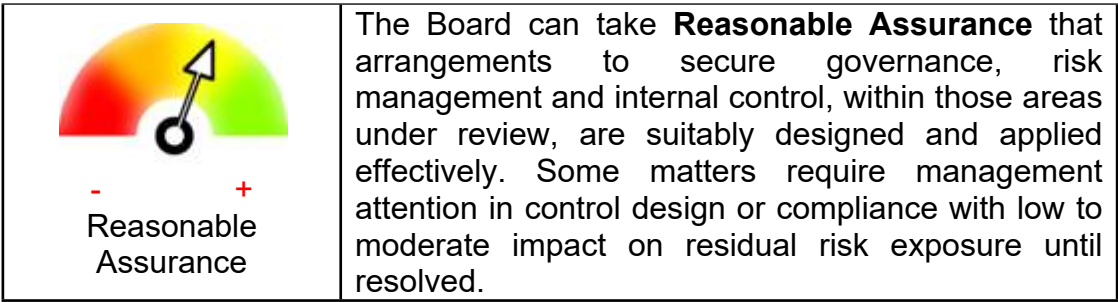 - +
Reasonable
Assurance
The Board can take Reasonable Assurance that
arrangements to secure governance, risk
management and internal control, within those areas
under review, are suitably designed and applied
effectively. Some matters require management
attention in control design or compliance with low to
moderate impact on residual risk exposure until
resolved.